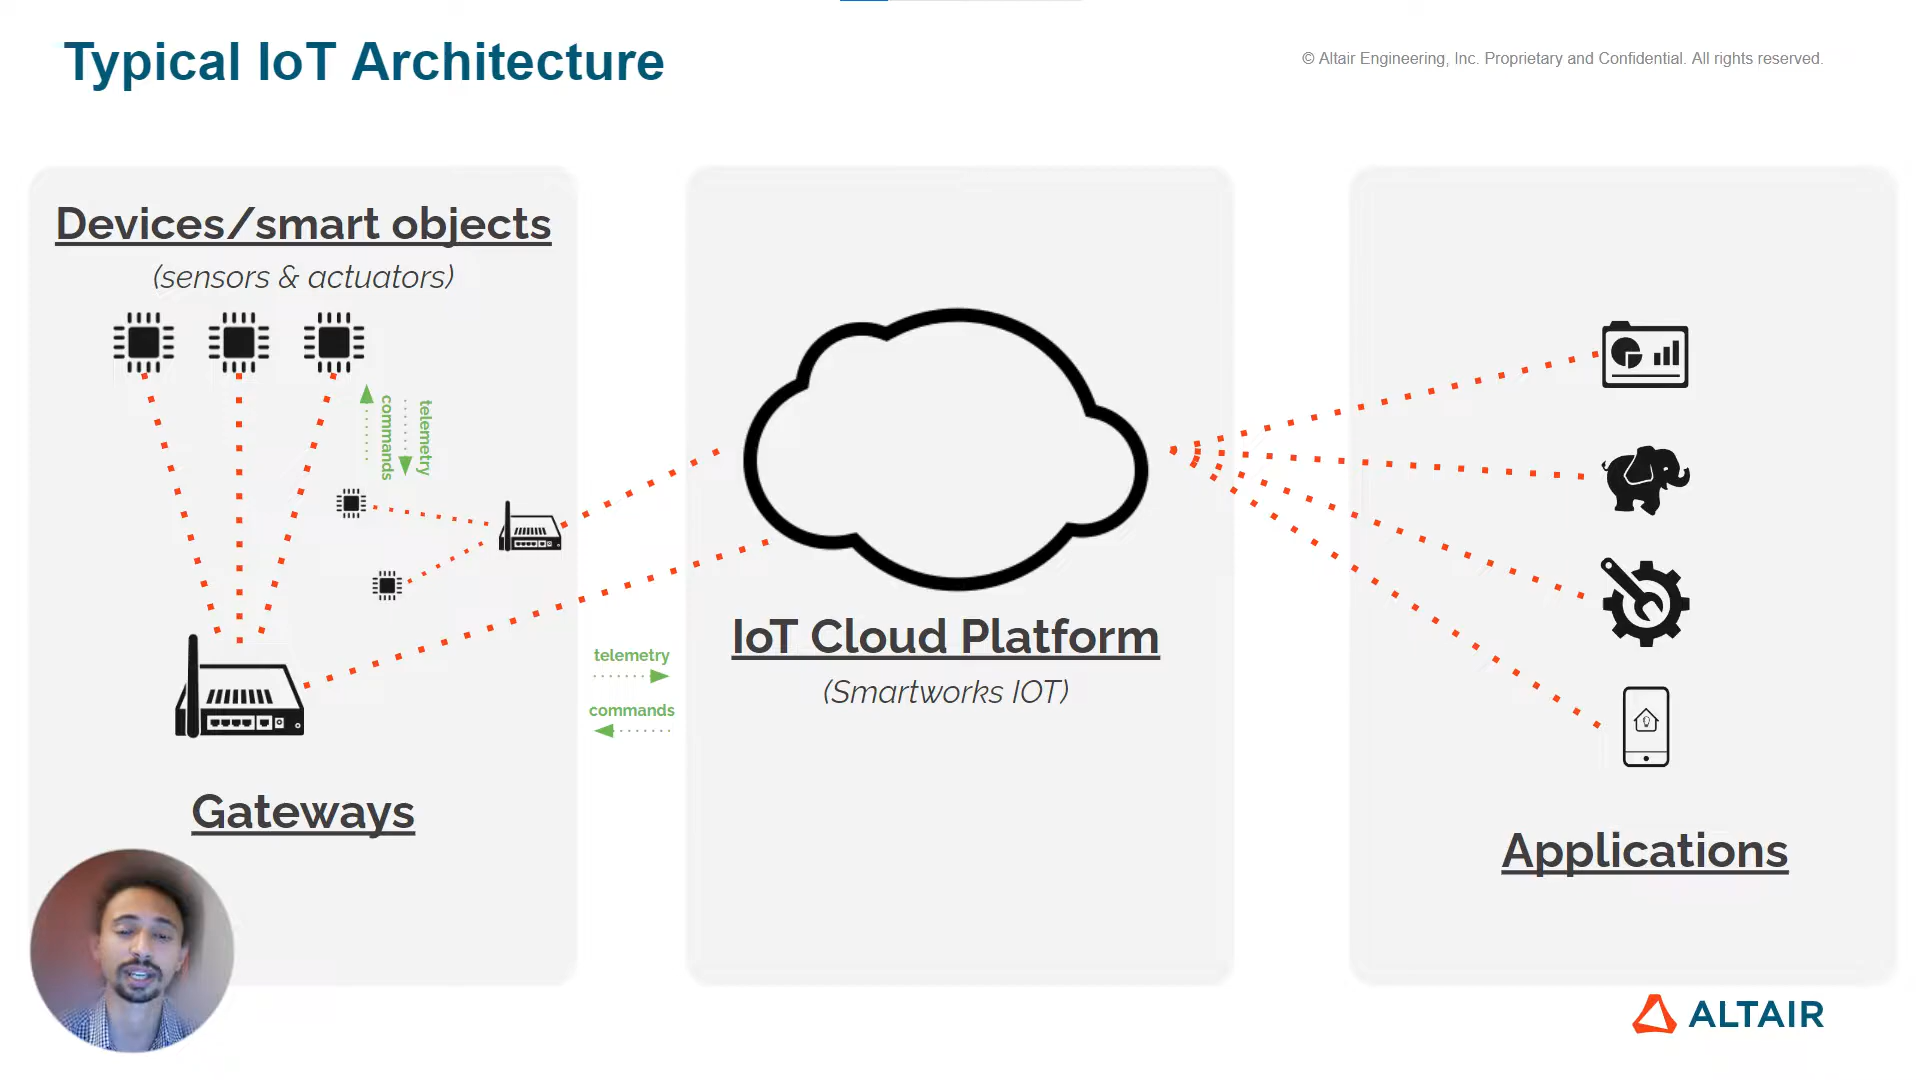 Typical IoT Architecture
© Altair Engineering, Inc. Proprietary and Confidential. All rights reserved.
Devices/smart objects
(sensors & actuators)
commands
telemetry
Gateways
telemetry
commands
IoT Cloud Platform
(Smartworks IOT)
Applications
ALTAIR